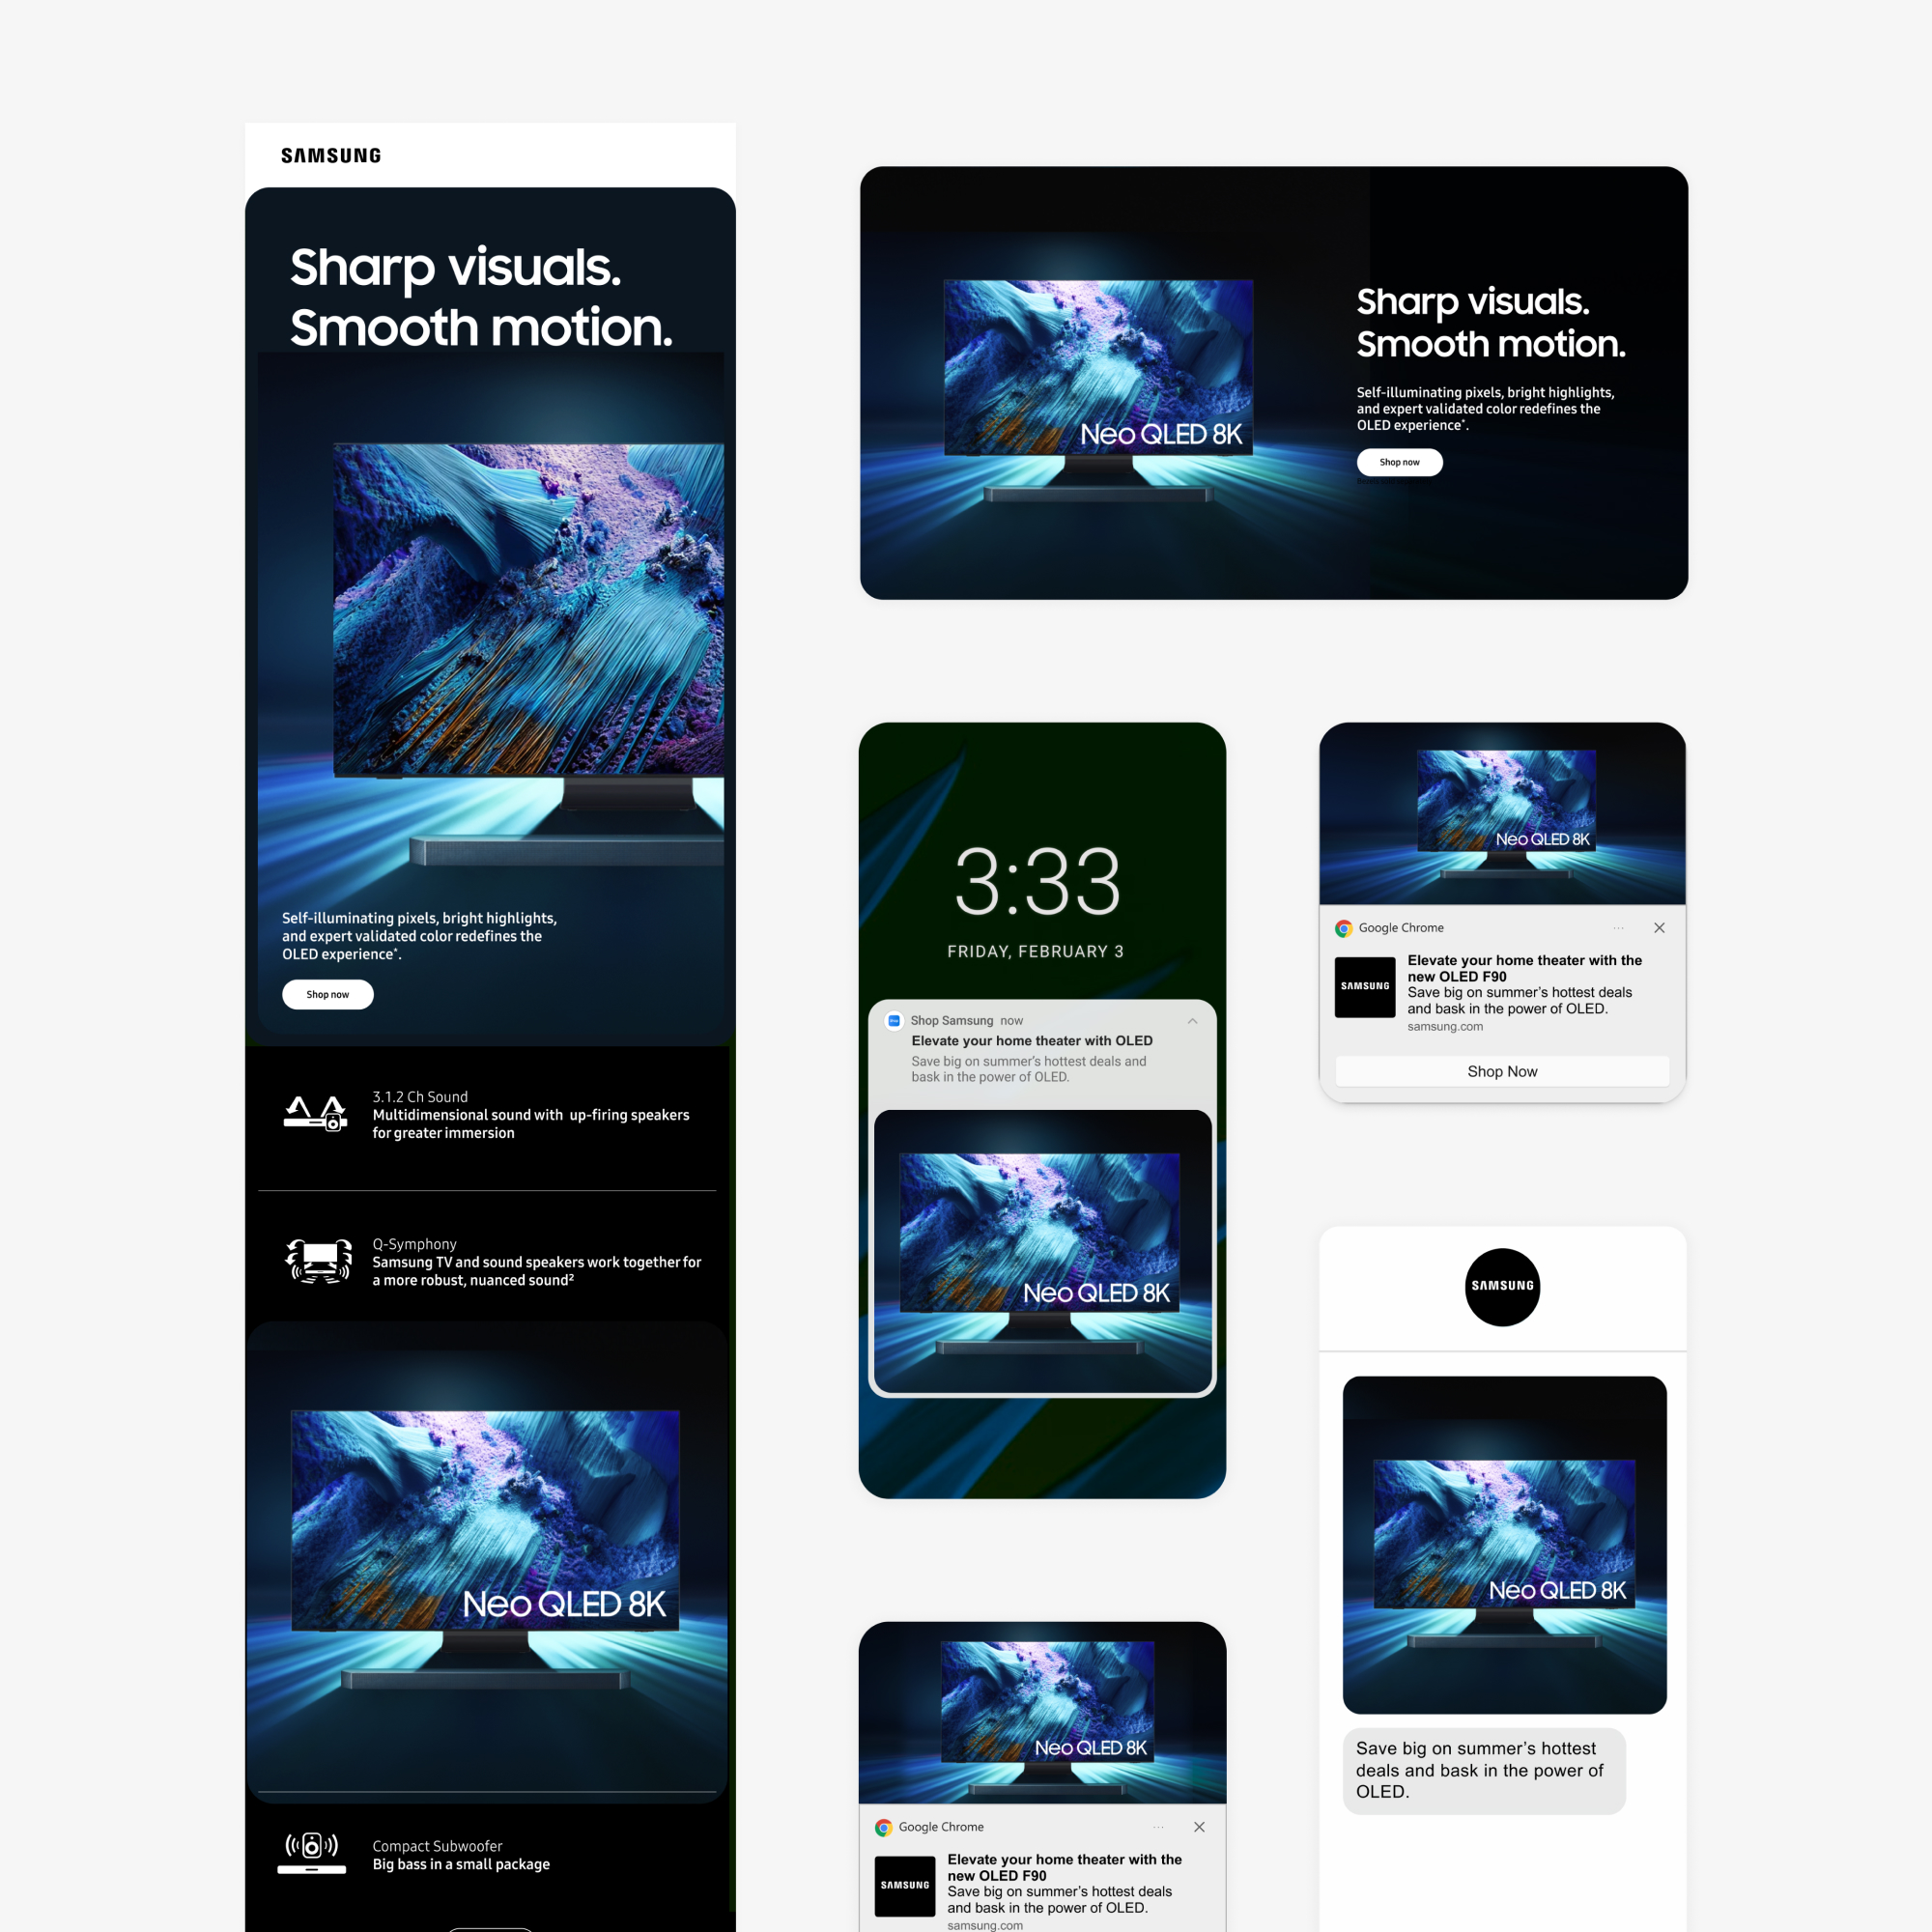 SAMSUNG
Sharp visuals.
Smooth motion.
Self-illuminating pixels, bright highlights,
and expert validated color redefines the
OLED experience*.
Shop now
3.1.2 Ch Sound
Multidimensional sound with up-firing speakers
for greater immersion
Q-Symphony
Samsung TV and sound speakers work together for
a more robust, nuanced sound²
Neo QLED 8K
Compact Subwoofer
Big bass in a small package
Neo QLED 8K
Sharp visuals.
Smooth motion.
Self-illuminating pixels, bright highlights,
and expert validated color redefines the
OLED experience*.
Shop now
3:33
FRIDAY, FEBRUARY 3
Shop Samsung now
Elevate your home theater with OLED
Save big on summer's hottest deals and
bask in the power of OLED.
Neo QLED 8K
Neo QLED 8K
Google Chrome
SAMSUNG
Elevate your home theater with the
new OLED F90
Save big on summer's hottest deals
and bask in the power of OLED.
samsung.com
Shop Now
Neo QLED 8K
Google Chrome
SAMSUNG
Elevate your home theater with the
new OLED F90
Save big on summer's hottest deals
and bask in the power of OLED.
samsung.com
SAMSUNG
Neo QLED 8K
Save big on summer's hottest
deals and bask in the power of
OLED.